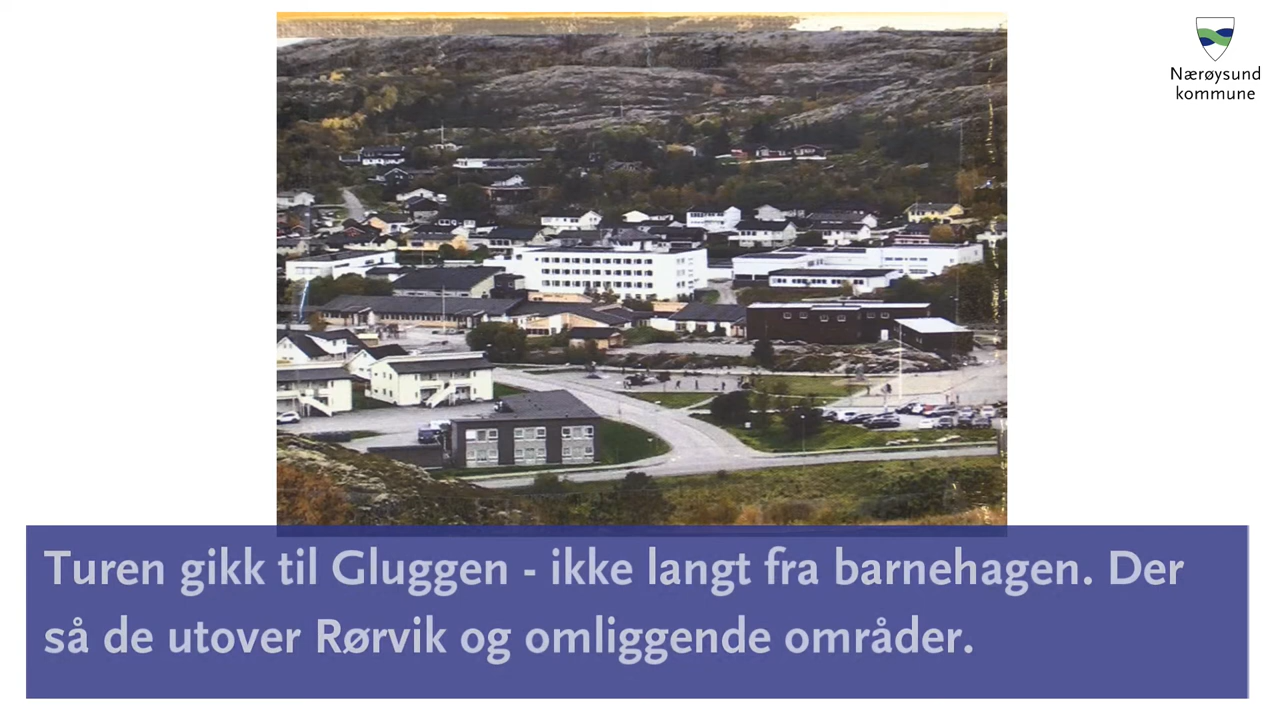 Nærøysund
kommune
Turen gikk til Gluggen - ikke langt fra barnehagen. Der
så de utover Rørvik og omliggende områder.